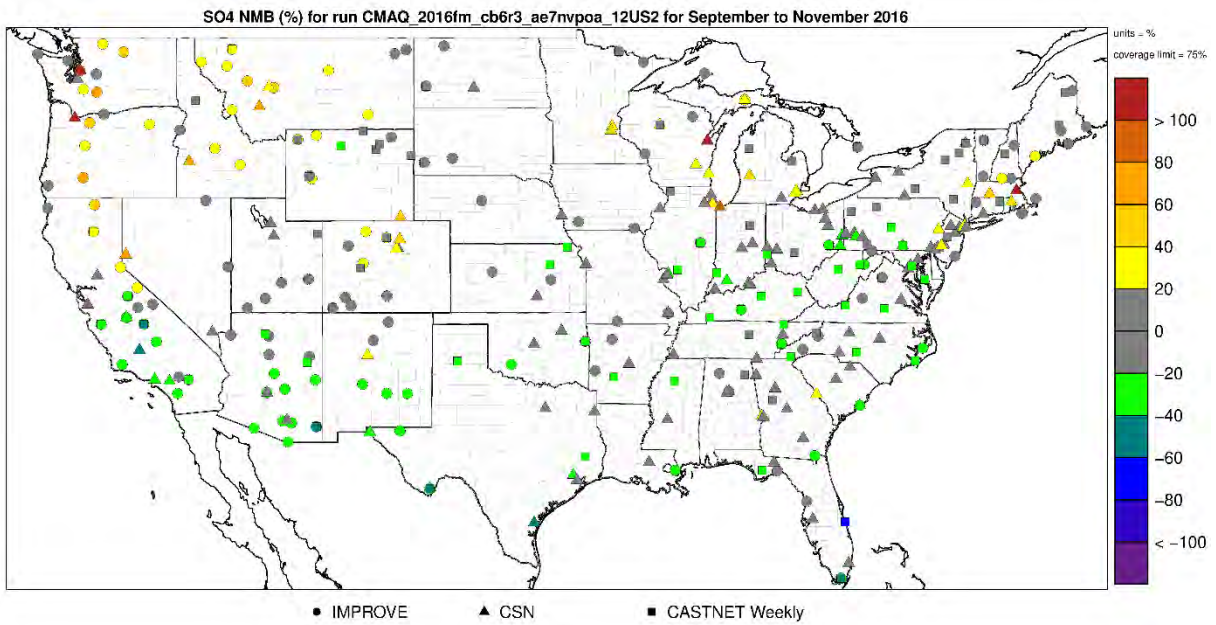 SO4 NMB (%) for run CMAQ_2016fm_cb6r3_ae7nvpoa_12US2 for September to November 2016
units = %
coverage limit = 75%
> 100
80
60
40
20
0
−20
−40
−60
−80
< −100
IMPROVE
CSN
CASTNET Weekly